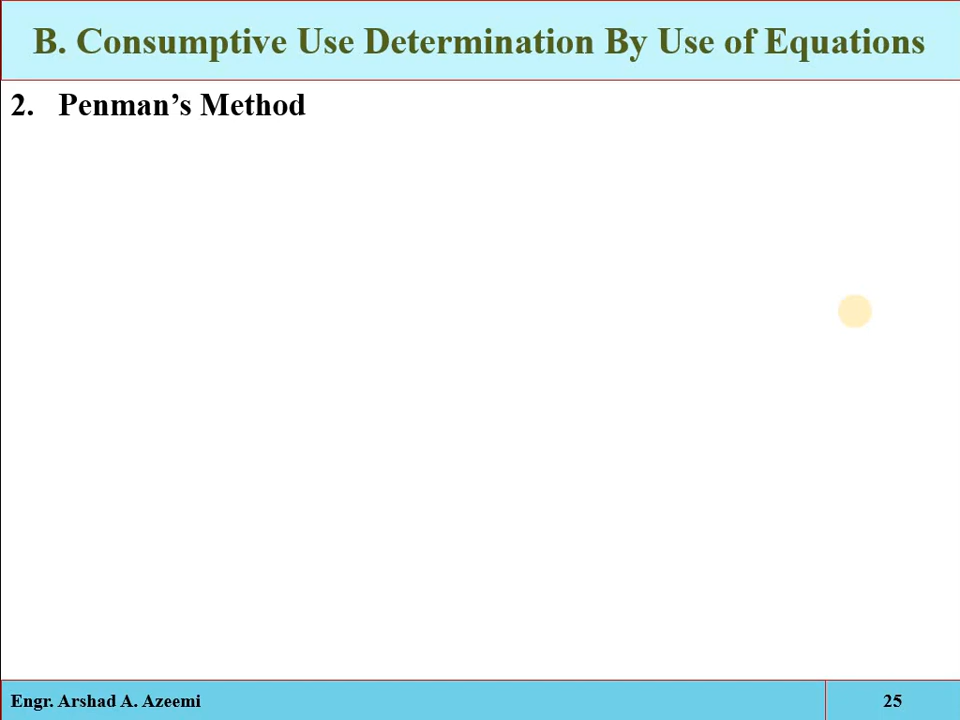 B. Consumptive Use Determination By Use of Equations
2. Penman’s Method
Engr. Arshad A. Azeemi
25